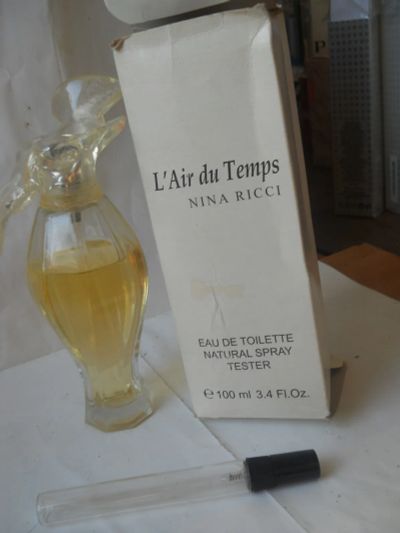 L'Air du Temps
NINA RICCI
EAU DE TOILETTE
NATURAL SPRAY
TESTER
℮ 100 ml 3.4 Fl.Oz.
P